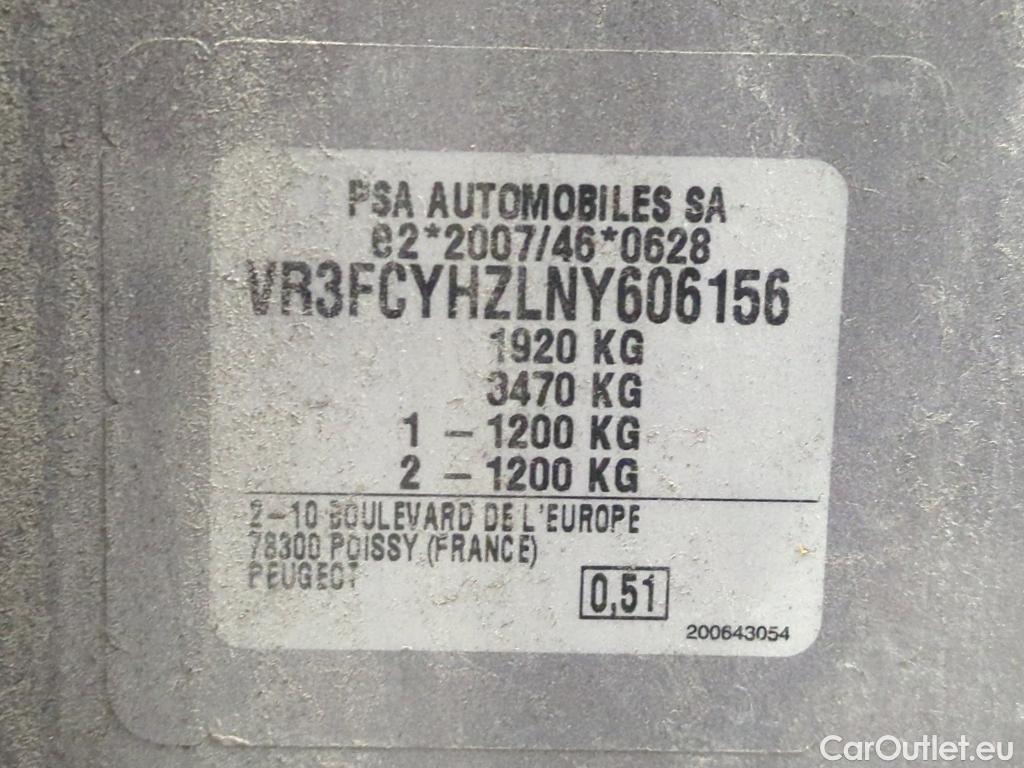 PSA AUTOMOBILES SA
e2*2007/46*0628
VR3FCYHZLNY606156
1920 KG
3470 KG
1 - 1200 KG
2 - 1200 KG
2-10 BOULEVARD DE L'EUROPE
78300 POISSY (FRANCE)
PEUGEOT
0,51
200643054
CarOutlet.eu